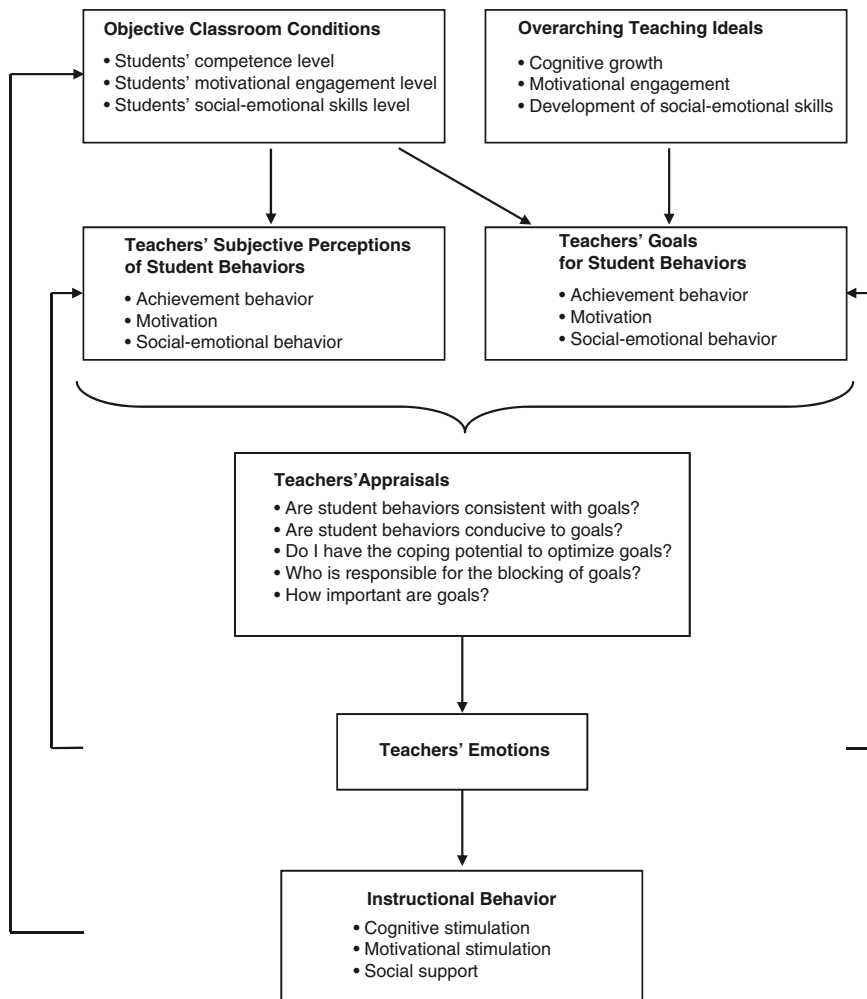 Objective Classroom Conditions
• Students' competence level
• Students' motivational engagement level
• Students' social-emotional skills level
Overarching Teaching Ideals
• Cognitive growth
• Motivational engagement
• Development of social-emotional skills
Teachers' Subjective Perceptions
of Student Behaviors
• Achievement behavior
• Motivation
• Social-emotional behavior
Teachers' Goals
for Student Behaviors
• Achievement behavior
• Motivation
• Social-emotional behavior
Teachers'Appraisals
• Are student behaviors consistent with goals?
• Are student behaviors conducive to goals?
• Do I have the coping potential to optimize goals?
• Who is responsible for the blocking of goals?
• How important are goals?
Teachers' Emotions
Instructional Behavior
• Cognitive stimulation
• Motivational stimulation
• Social support